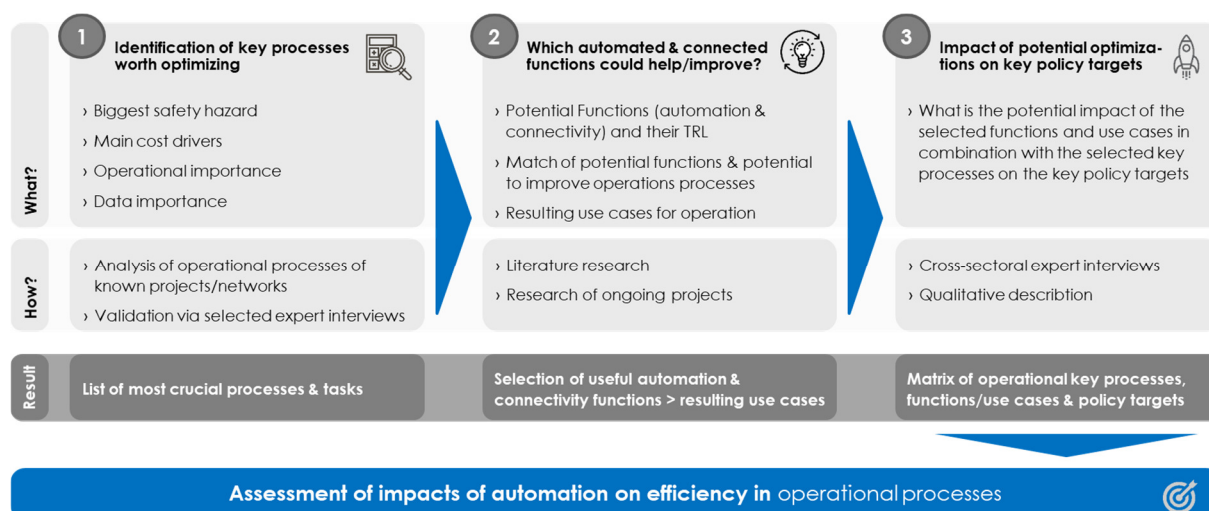 1
Identification of key processes
worth optimizing
2
Which automated & connected
functions could help/improve?
3
Impact of potential optimiza-
tions on key policy targets
What?
› Biggest safety hazard
› Main cost drivers
› Operational importance
› Data importance
› Potential Functions (automation &
connectivity) and their TRL
› Match of potential functions & potential
to improve operations processes
› Resulting use cases for operation
› What is the potential impact of the
selected functions and use cases in
combination with the selected key
processes on the key policy targets
How?
› Analysis of operational processes of
known projects/networks
› Validation via selected expert interviews
› Literature research
› Research of ongoing projects
› Cross-sectoral expert interviews
› Qualitative describtion
Result
List of most crucial processes & tasks
Selection of useful automation &
connectivity functions > resulting use cases
Matrix of operational key processes,
functions/use cases & policy targets
Assessment of impacts of automation on efficiency in operational processes